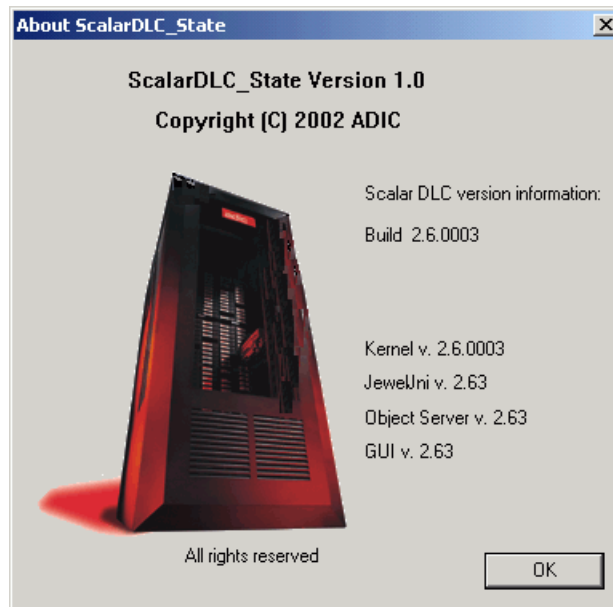 About ScalarDLC_State
ScalarDLC_State Version 1.0
Copyright (C) 2002 ADIC
Scalar DLC version information:
Build 2.6.0003
Kernel v. 2.6.0003
JewelJni v. 2.63
Object Server v. 2.63
GUI v. 2.63
All rights reserved
OK